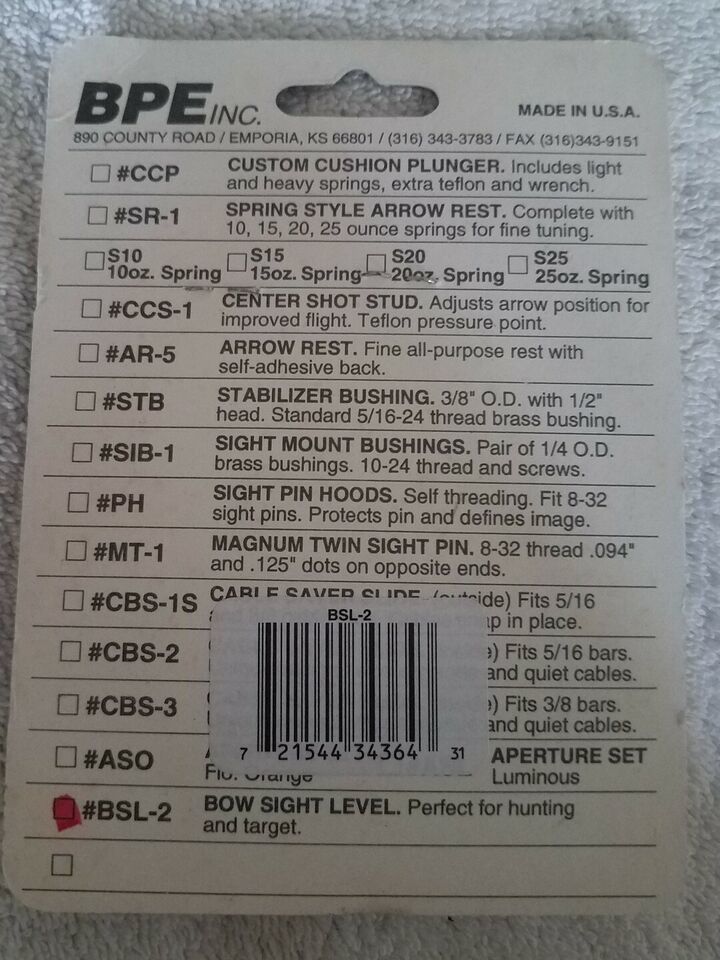 BPE INC.
MADE IN U.S.A.
890 COUNTY ROAD / EMPORIA, KS 66801 / (316) 343-3783 / FAX (316)343-9151
#CCP CUSTOM CUSHION PLUNGER. Includes light
and heavy springs, extra teflon and wrench.
#SR-1 SPRING STYLE ARROW REST. Complete with
10, 15, 20, 25 ounce springs for fine tuning.
S10 S15 S20 S25
10oz. Spring 15oz. Spring 20oz. Spring 25oz. Spring
#CCS-1 CENTER SHOT STUD. Adjusts arrow position for
improved flight. Teflon pressure point.
#AR-5 ARROW REST. Fine all-purpose rest with
self-adhesive back.
#STB STABILIZER BUSHING. 3/8" O.D. with 1/2"
head. Standard 5/16-24 thread brass bushing.
#SIB-1 SIGHT MOUNT BUSHINGS. Pair of 1/4 O.D.
brass bushings. 10-24 thread and screws.
#PH SIGHT PIN HOODS. Self threading. Fit 8-32
sight pins. Protects pin and defines image.
#MT-1 MAGNUM TWIN SIGHT PIN. 8-32 thread .094"
and .125" dots on opposite ends.
#CBS-1S CABLE SAVER SLIDE. (outside) Fits 5/16
in place.
#CBS-2 Fits 5/16 bars.
and quiet cables.
#CBS-3 Fits 3/8 bars.
and quiet cables.
#ASO APERTURE SET
Flo. Orange Luminous
BSL-2
7 21544 34364 31
#BSL-2 BOW SIGHT LEVEL. Perfect for hunting
and target.